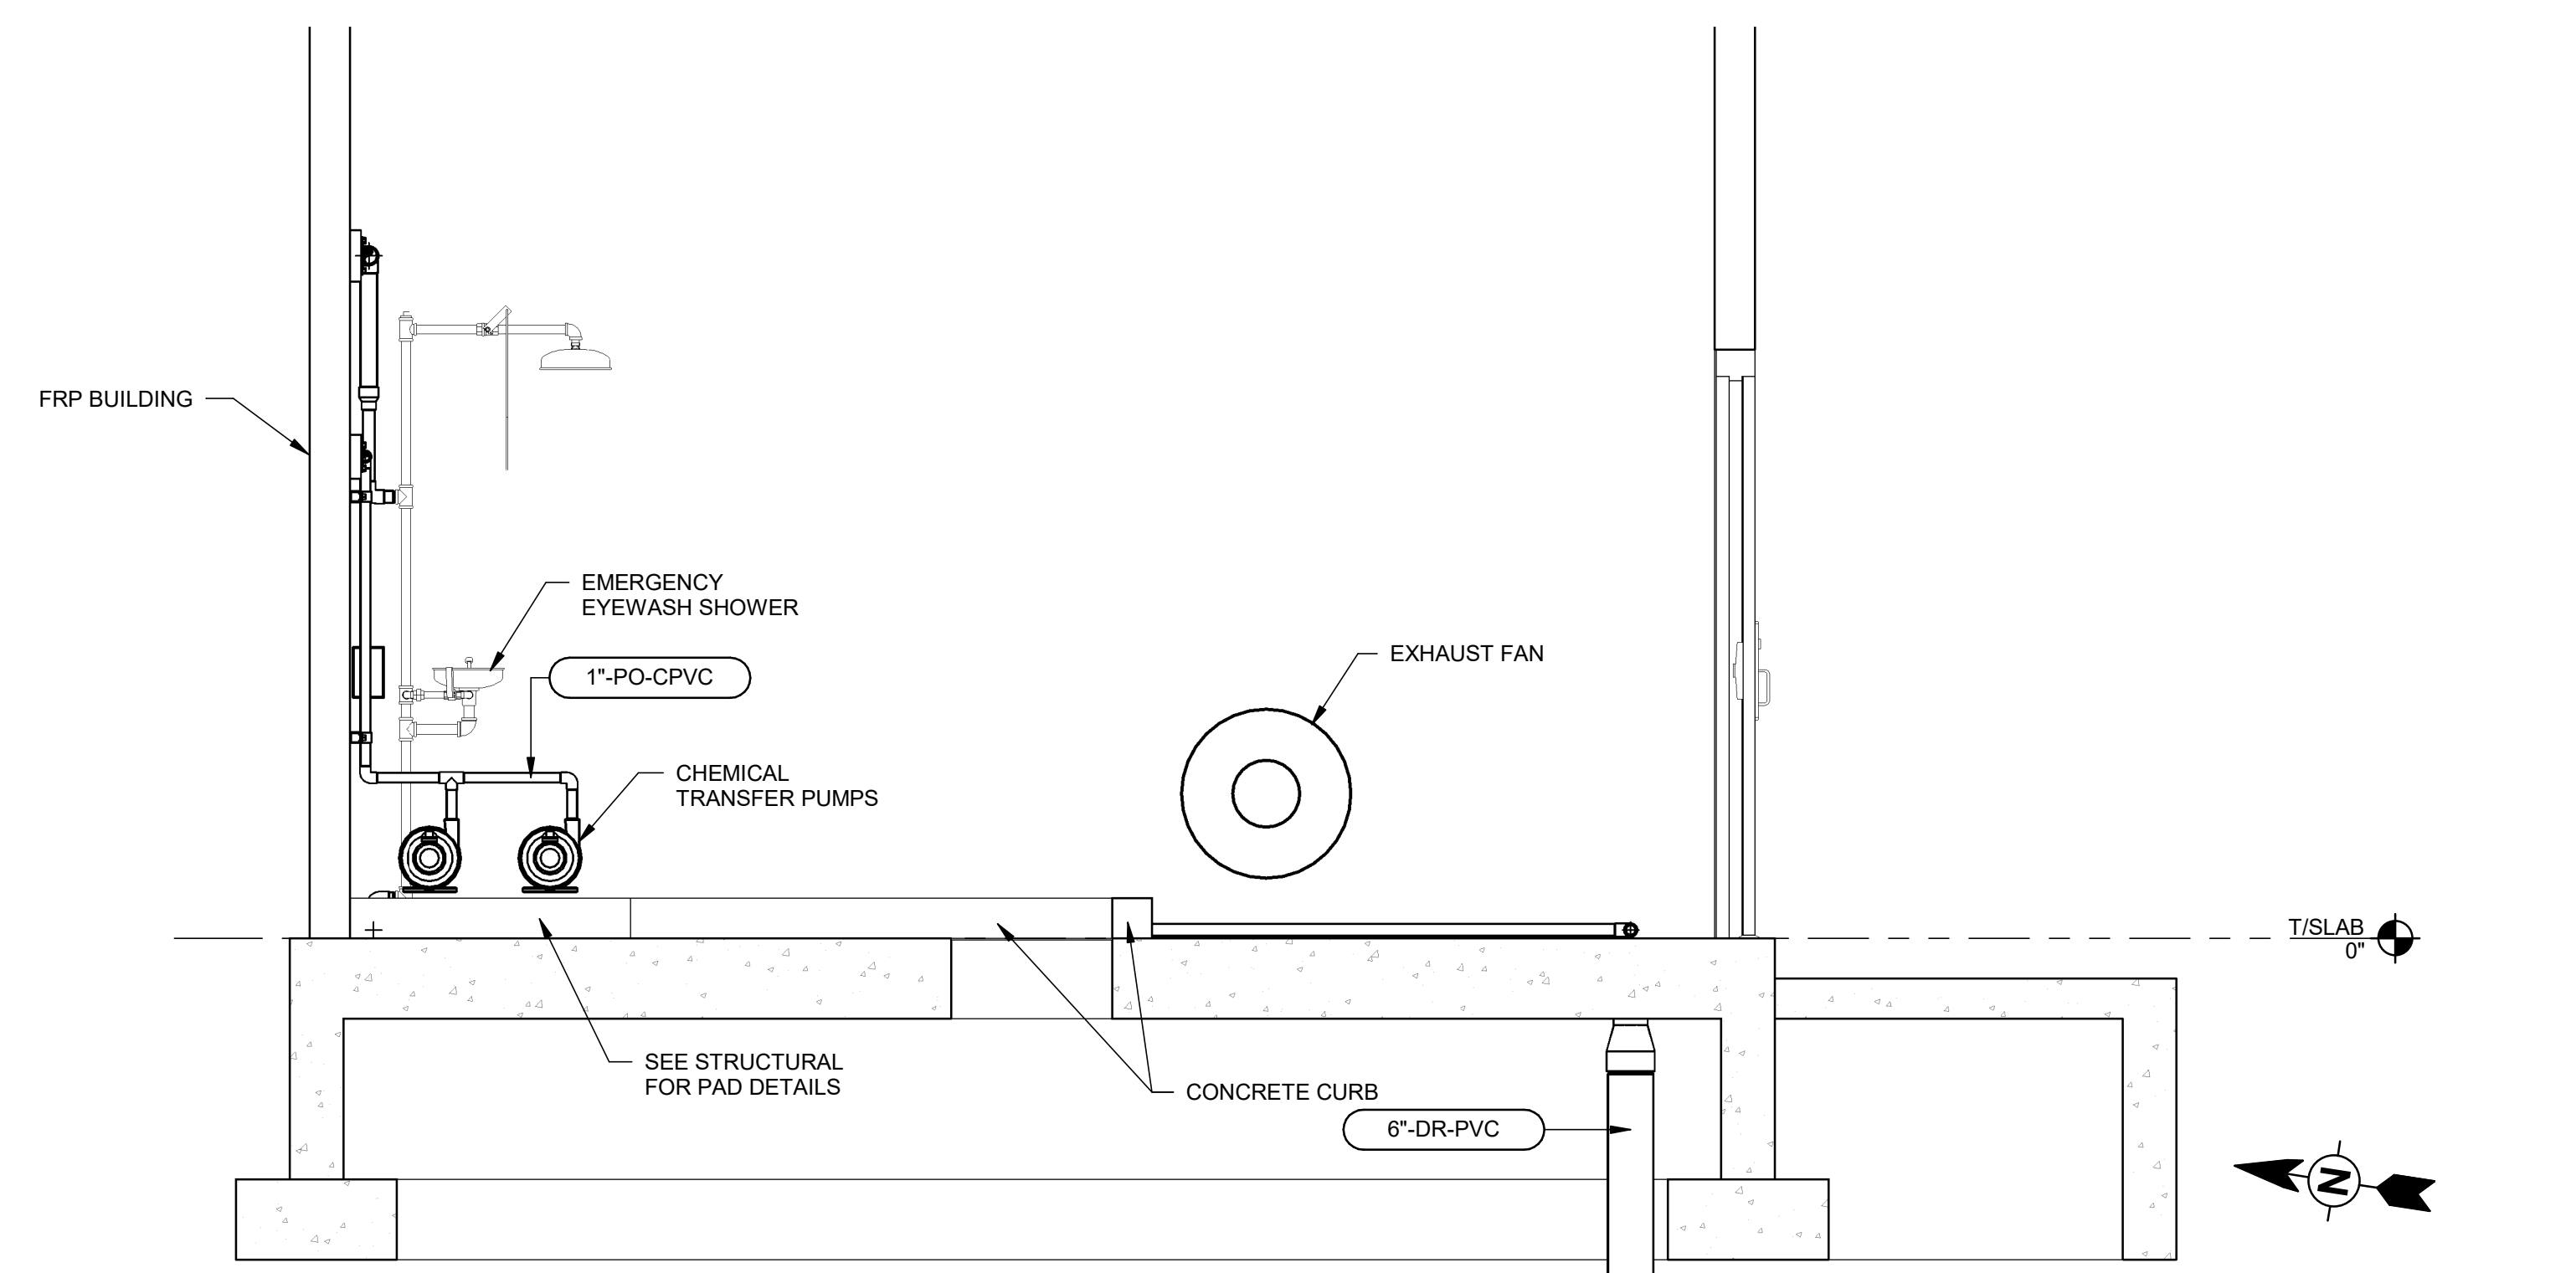 FRP BUILDING
EMERGENCY
EYEWASH SHOWER
1"-PO-CPVC
EXHAUST FAN
CHEMICAL
TRANSFER PUMPS
T/SLAB
0"
SEE STRUCTURAL
FOR PAD DETAILS
CONCRETE CURB
6"-DR-PVC
N